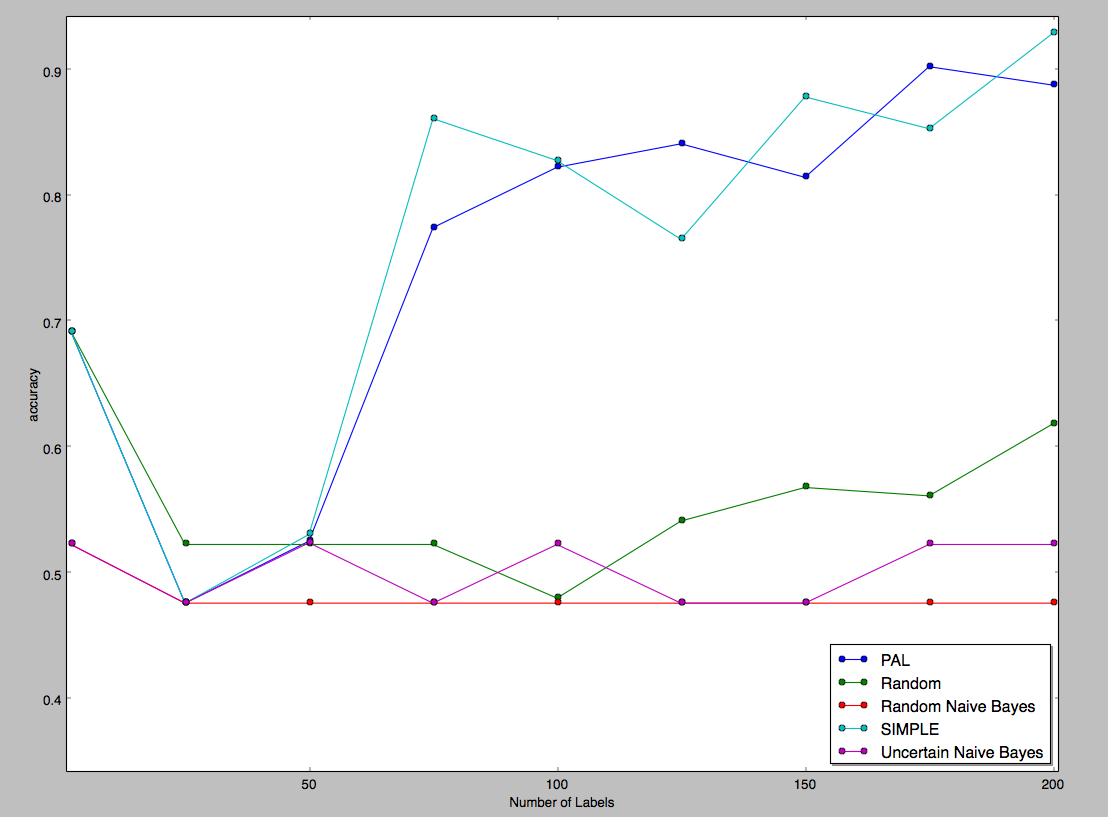 0.9
0.8
0.7
0.6
0.5
0.4
accuracy
50
100
150
200
Number of Labels
PAL
Random
Random Naive Bayes
SIMPLE
Uncertain Naive Bayes